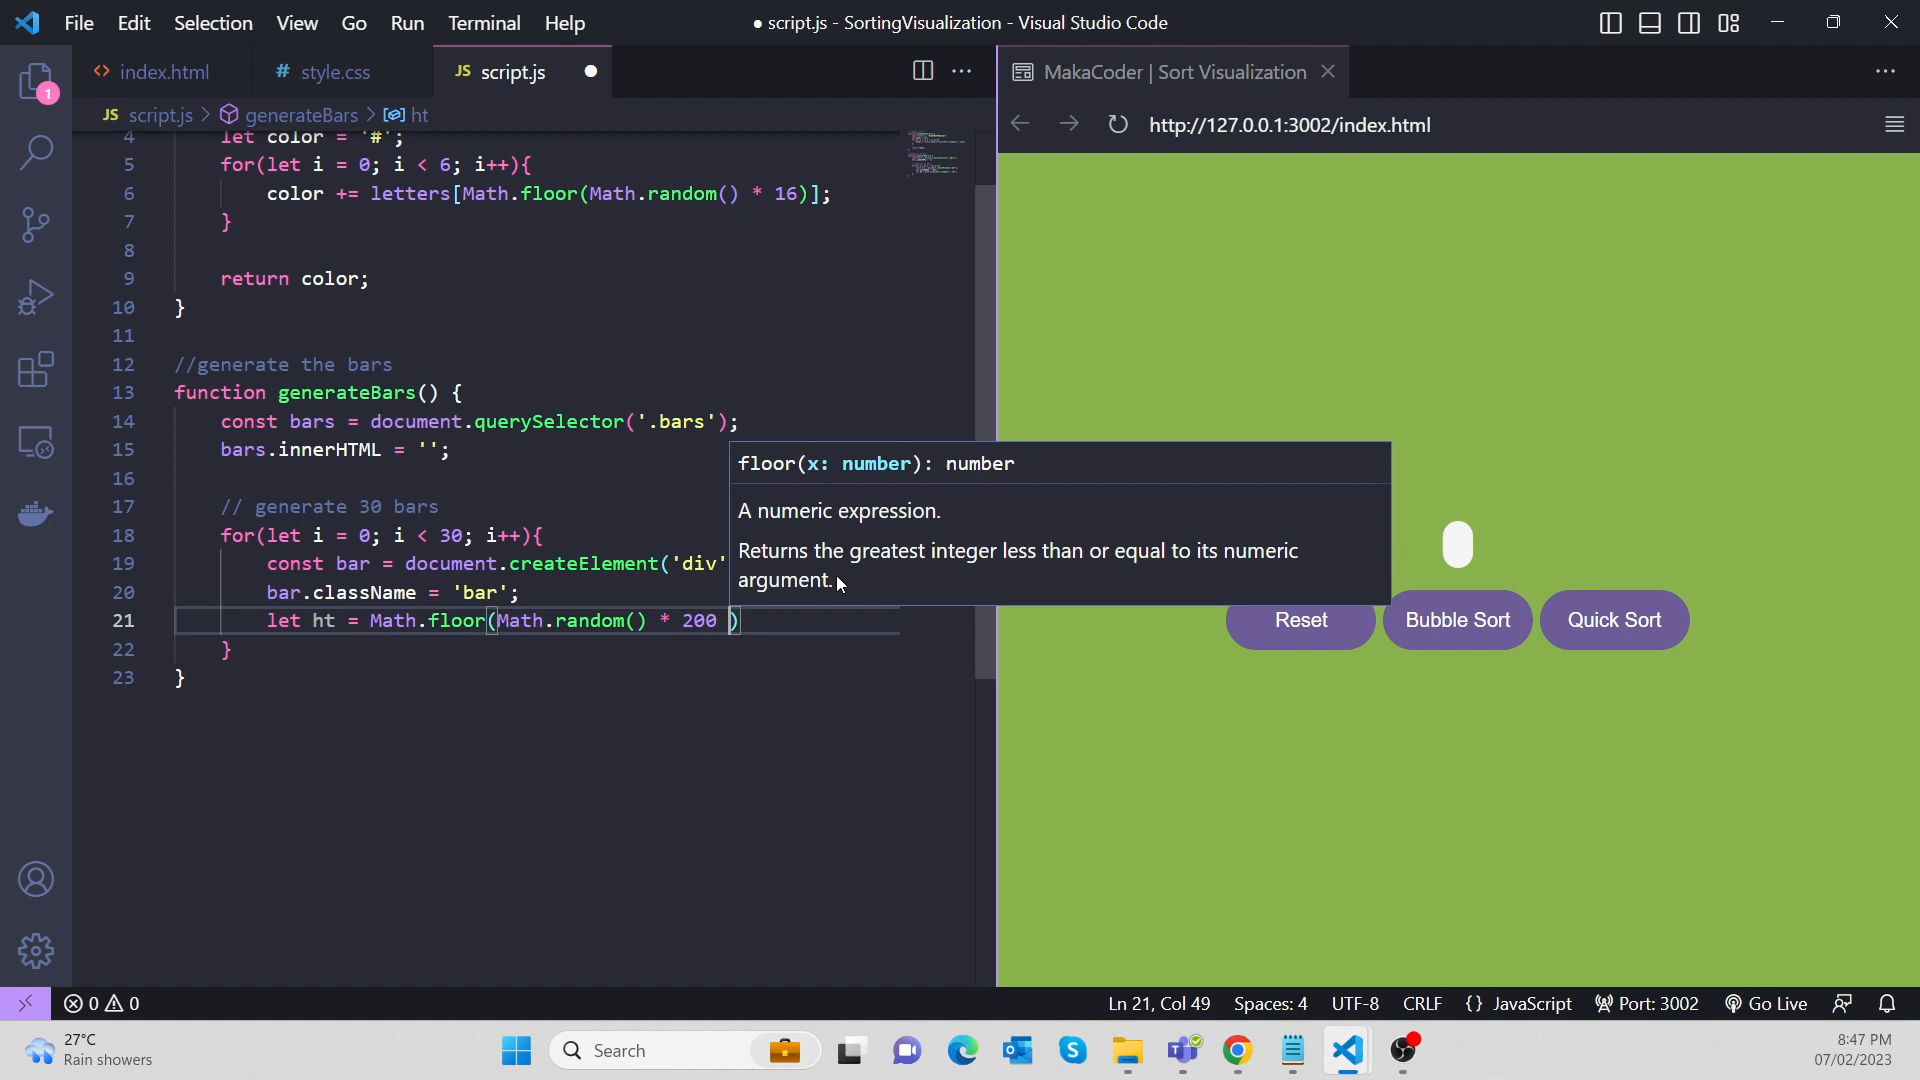 File Edit Selection View Go Run Terminal Help
● script.js - SortingVisualization - Visual Studio Code
<> index.html
# style.css
JS script.js ●
MakaCoder | Sort Visualization
JS script.js > generateBars > ht
http://127.0.0.1:3002/index.html
1
4 let color = '#';
5 for(let i = 0; i < 6; i++){
6 color += letters[Math.floor(Math.random() * 16)];
7 }
8
9 return color;
10 }
11
12 //generate the bars
13 function generateBars() {
14 const bars = document.querySelector('.bars');
15 bars.innerHTML = '';
16
17 // generate 30 bars
18 for(let i = 0; i < 30; i++){
19 const bar = document.createElement('div'
20 bar.className = 'bar';
21 let ht = Math.floor(Math.random() * 200 )
22 }
23 }
floor(x: number): number
A numeric expression.
Returns the greatest integer less than or equal to its numeric
argument.
Reset
Bubble Sort
Quick Sort
0 0
Ln 21, Col 49 Spaces: 4 UTF-8 CRLF {} JavaScript Port: 3002 Go Live
27°C
Rain showers
Search
8:47 PM
07/02/2023